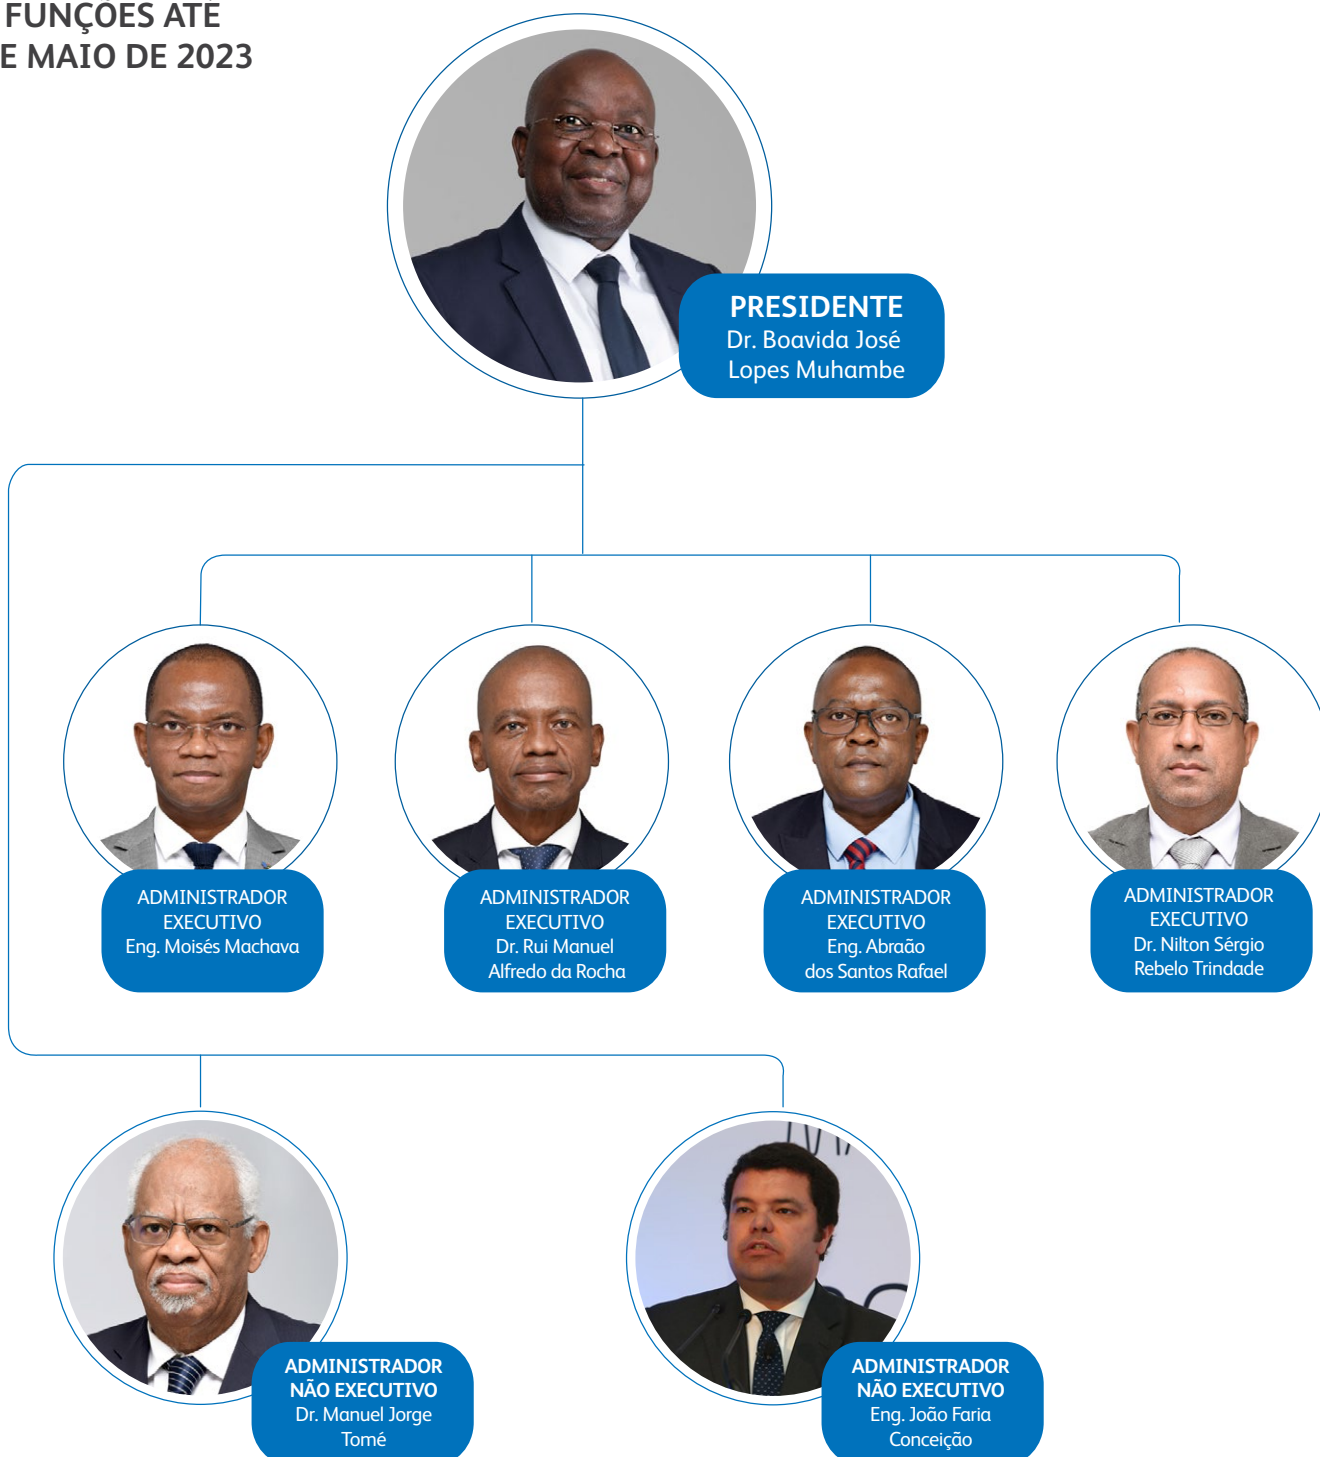 FUNÇÕES ATÉ
E MAIO DE 2023
PRESIDENTE
Dr. Boavida José
Lopes Muhambe
ADMINISTRADOR
EXECUTIVO
Eng. Moisés Machava
ADMINISTRADOR
EXECUTIVO
Dr. Rui Manuel
Alfredo da Rocha
ADMINISTRADOR
EXECUTIVO
Eng. Abraão
dos Santos Rafael
ADMINISTRADOR
EXECUTIVO
Dr. Nilton Sérgio
Rebelo Trindade
ADMINISTRADOR
NÃO EXECUTIVO
Dr. Manuel Jorge
Tomé
ADMINISTRADOR
NÃO EXECUTIVO
Eng. João Faria
Conceição